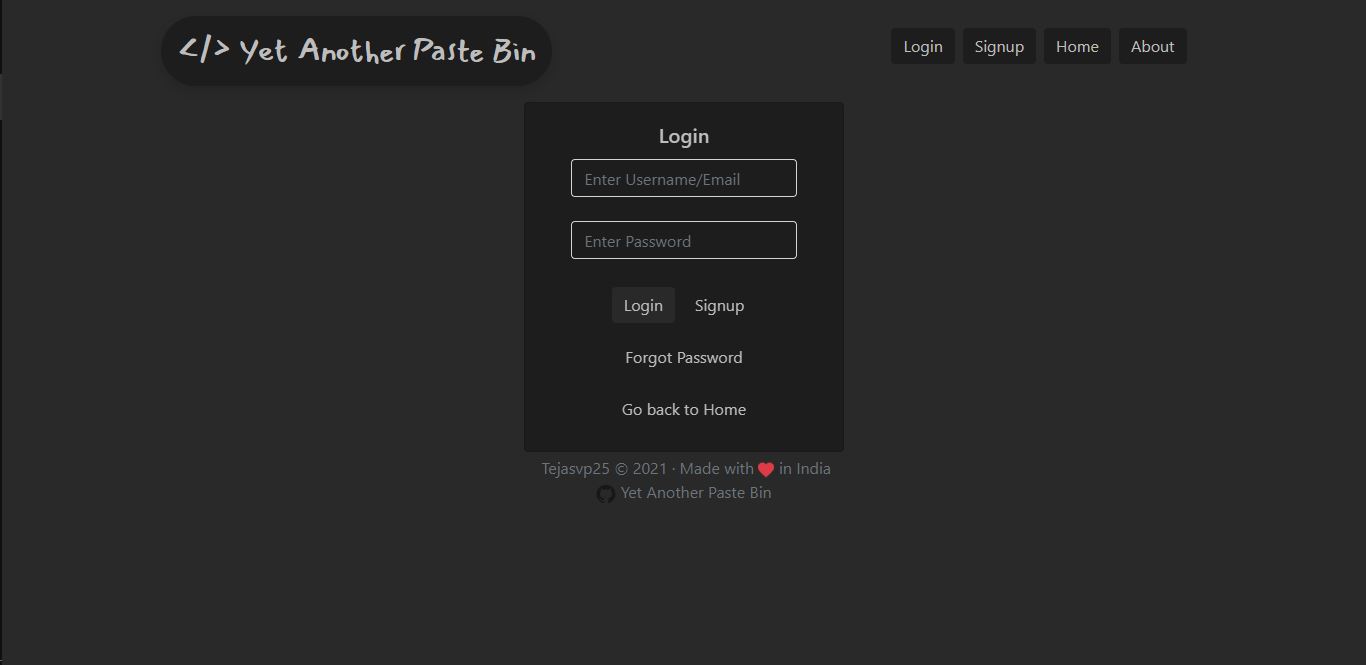 </> Yet Another Paste Bin
Login Signup Home About
Login
Enter Username/Email
Enter Password
Login Signup
Forgot Password
Go back to Home
Tejasvp25 © 2021 · Made with ❤️ in India
Yet Another Paste Bin